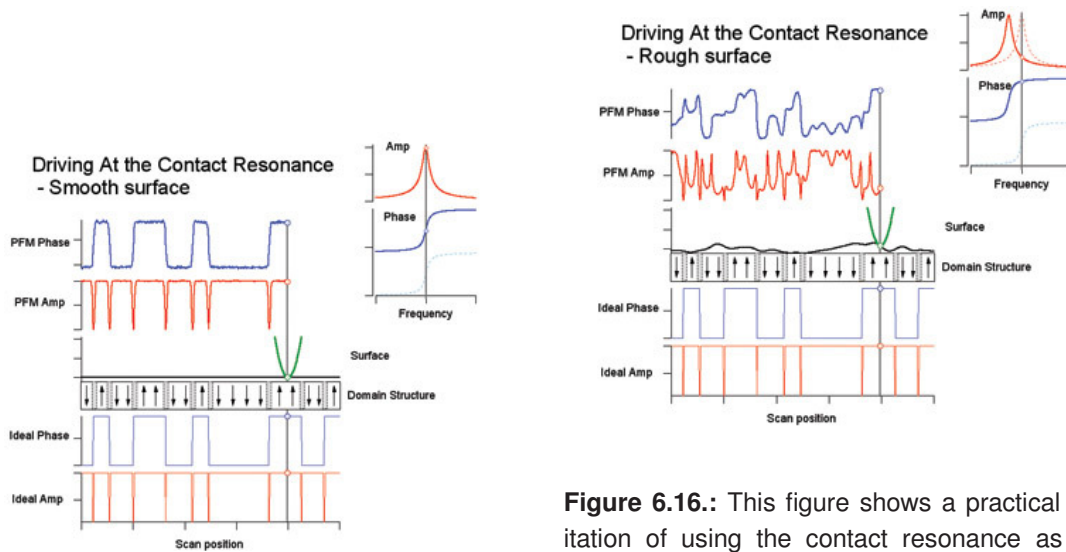 Driving At the Contact Resonance
- Smooth surface
Amp
Phase
Frequency
PFM Phase
PFM Amp
Surface
Domain Structure
Ideal Phase
Ideal Amp
Scan position
Driving At the Contact Resonance
- Rough surface
Amp
Phase
Frequency
PFM Phase
PFM Amp
Surface
Domain Structure
Ideal Phase
Ideal Amp
Scan position
Figure 6.16.: This figure shows a practical
itation of using the contact resonance as